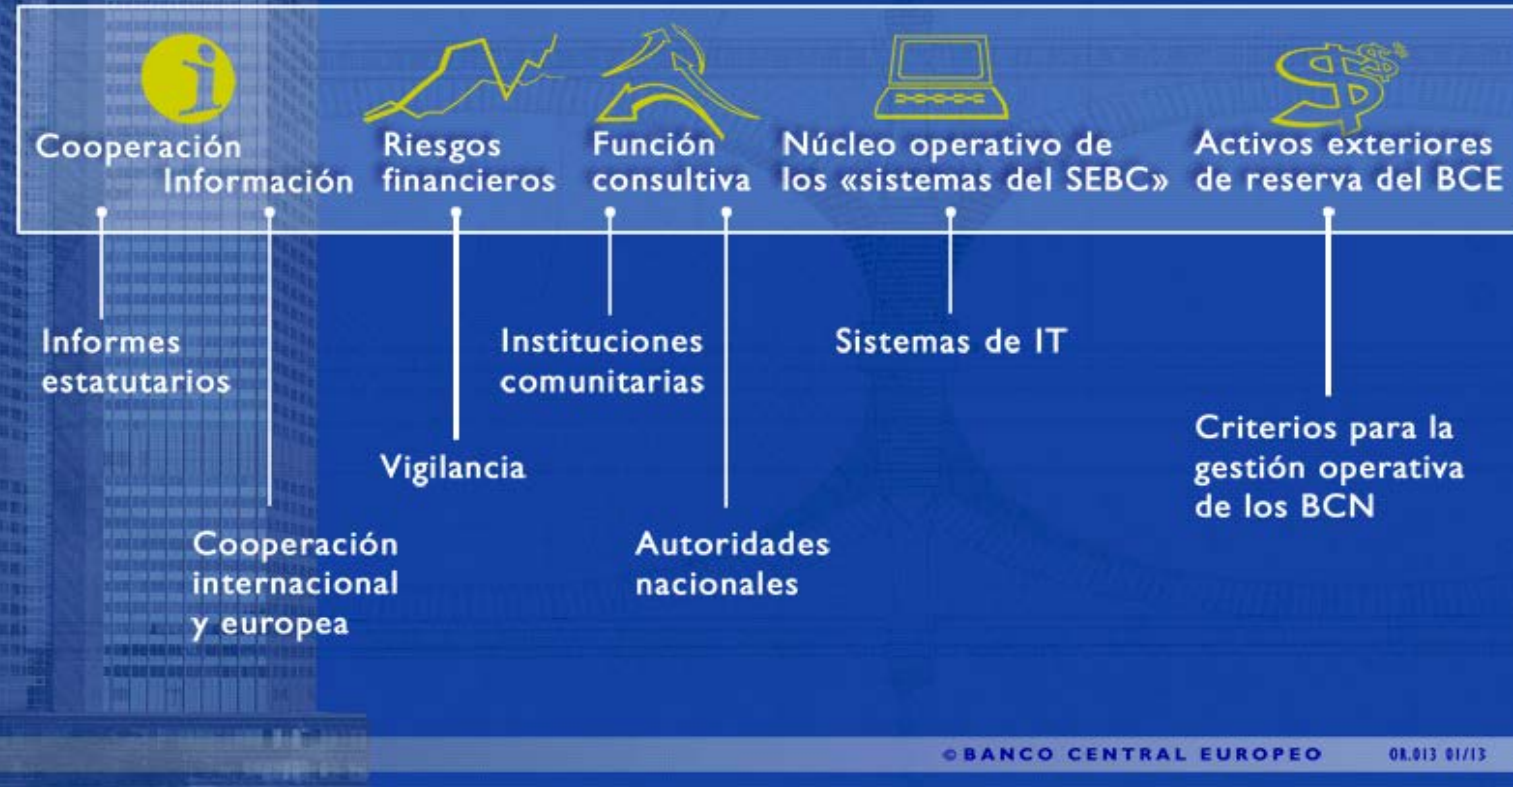 Cooperación
Información
Riesgos
financieros
Función
consultiva
Núcleo operativo de
los «sistemas del SEBC»
Activos exteriores
de reserva del BCE
Informes
estatutarios
Cooperación
internacional
y europea
Vigilancia
Instituciones
comunitarias
Autoridades
nacionales
Sistemas de IT
Criterios para la
gestión operativa
de los BCN
© BANCO CENTRAL EUROPEO OR.013 01/13